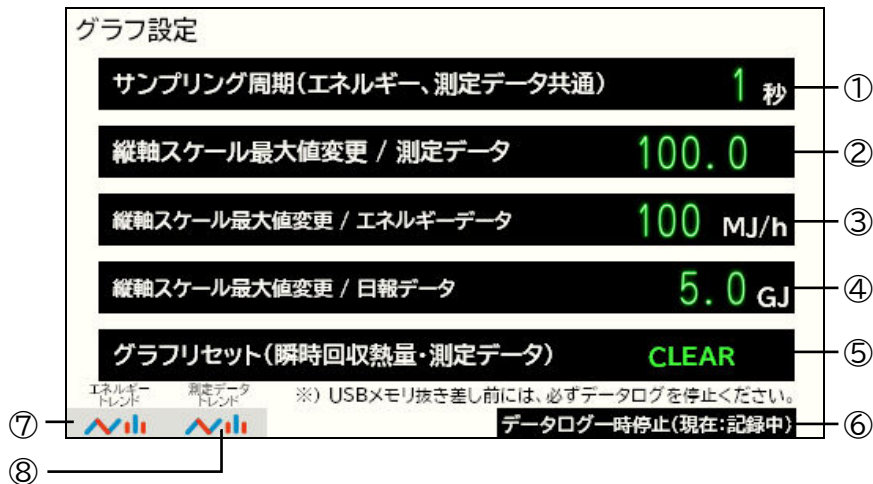 グラフ設定
サンプリング周期(エネルギー、測定データ共通) 1 秒 ①
縦軸スケール最大値変更 / 測定データ 100.0 ②
縦軸スケール最大値変更 / エネルギーデータ 100 MJ/h ③
縦軸スケール最大値変更 / 日報データ 5.0 GJ ④
グラフリセット(瞬時回収熱量・測定データ) CLEAR ⑤
エネルギー
トレンド
測定データ
トレンド
※) USBメモリ抜き差し前には、必ずデータログを停止ください。
⑦ データログ一時停止(現在:記録中) ⑥
⑧